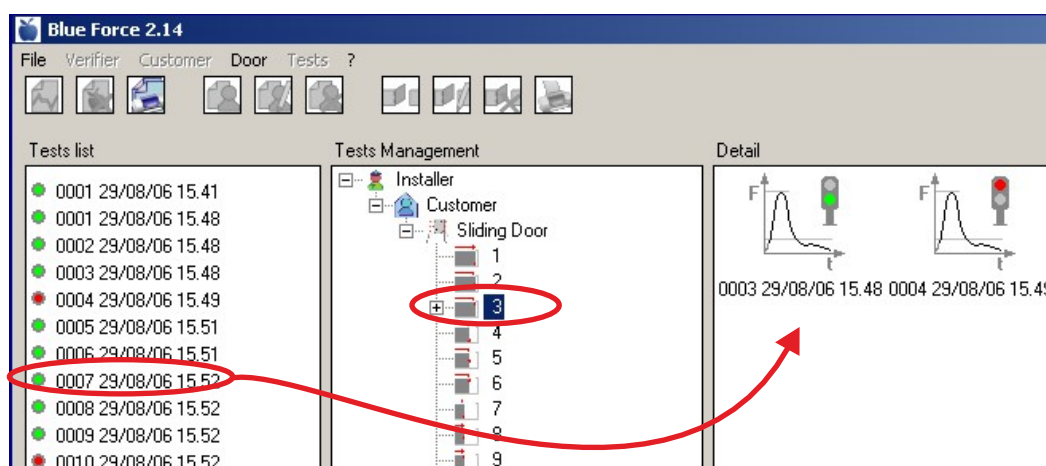 Blue Force 2.14
File Verifier Customer Door Tests ?
Tests list
0001 29/08/06 15.41
0001 29/08/06 15.48
0002 29/08/06 15.48
0003 29/08/06 15.48
0004 29/08/06 15.49
0005 29/08/06 15.51
0006 29/08/06 15.51
0007 29/08/06 15.52
0008 29/08/06 15.52
0009 29/08/06 15.52
0010 29/08/06 15.52
Tests Management
Installer
Customer
Sliding Door
1
2
3
4
5
6
7
8
9
Detail
F F
t t
0003 29/08/06 15.48 0004 29/08/06 15.49